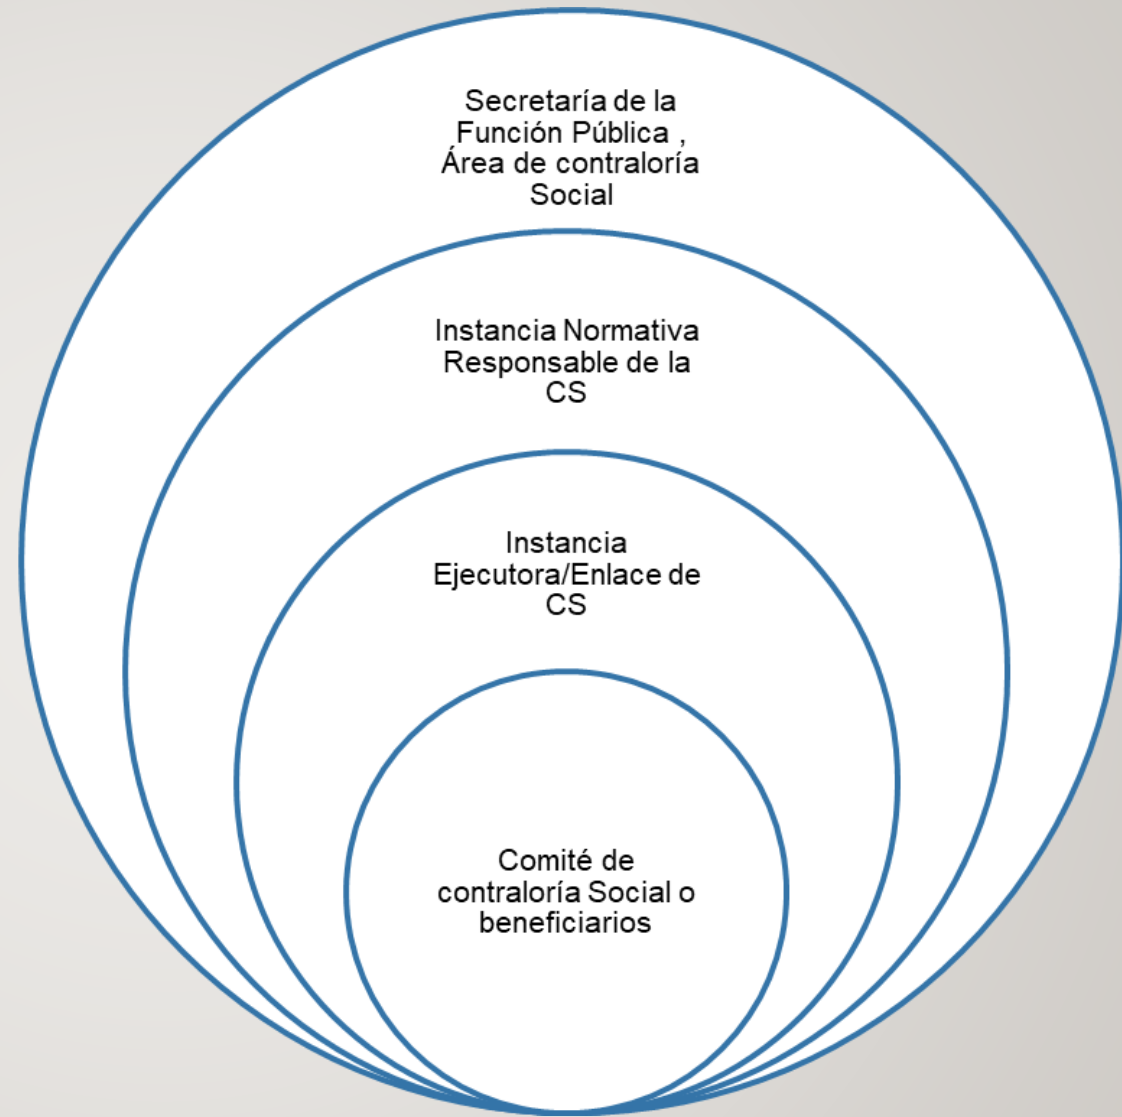 Secretaría de la
Función Pública ,
Área de contraloría
Social
Instancia Normativa
Responsable de la
CS
Instancia
Ejecutora/Enlace de
CS
Comité de
contraloría Social o
beneficiarios